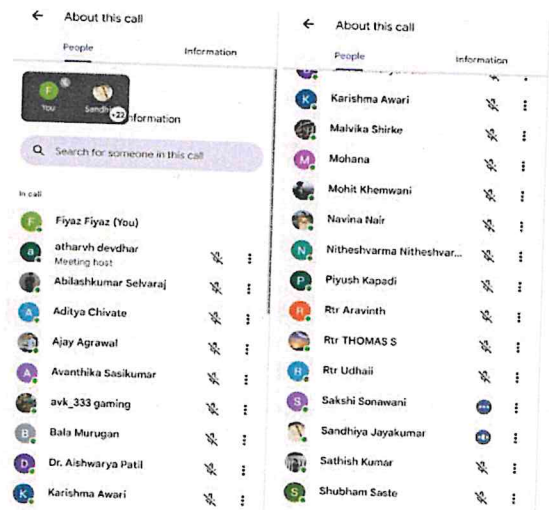 About this call
People
Information
F
You
Sandh
+22
nformation
Search for someone in this call
In call
F
Fiyaz Fiyaz (You)
a
atharvh devdhar
Meeting host
Abilashkumar Selvaraj
A
Aditya Chivate
Ajay Agrawal
A
Avanthika Sasikumar
avk_333 gaming
B
Bala Murugan
D
Dr. Aishwarya Patil
K
Karishma Awari
About this call
People
Information
K
Karishma Awari
Malvika Shirke
M
Mohana
Mohit Khemwani
Navina Nair
N
Nitheshvarma Nitheshvar...
P
Piyush Kapadi
R
Rtr Aravinth
Rtr THOMAS S
R
Rtr Udhaii
S
Sakshi Sonawani
Sandhiya Jayakumar
Sathish Kumar
S
Shubham Saste